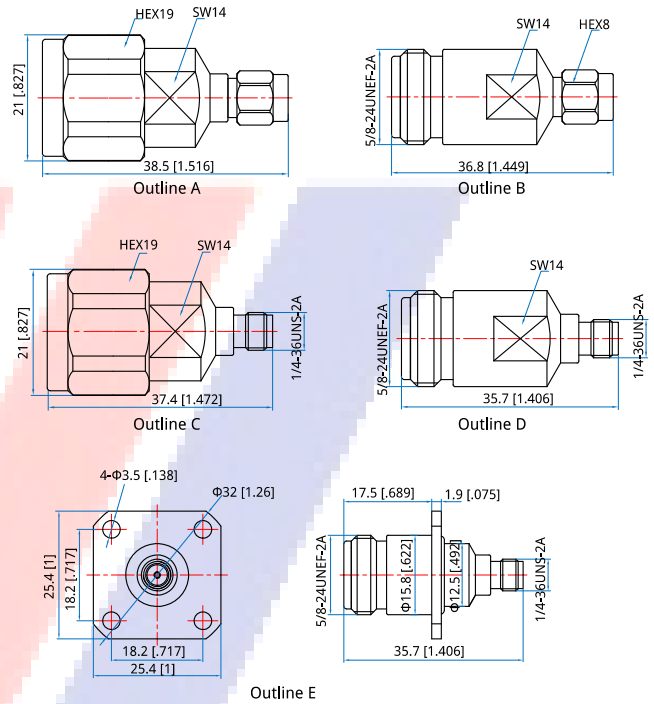 HEX19
SW14
21 [.827]
38.5 [1.516]
Outline A
HEX8
SW14
5/8-24UNEF-2A
36.8 [1.449]
Outline B
HEX19
SW14
21 [.827]
1/4-36UNS-2A
37.4 [1.472]
Outline C
SW14
5/8-24UNEF-2A
1/4-36UNS-2A
35.7 [1.406]
Outline D
4-Φ3.5 [.138]
Φ32 [1.26]
25.4 [1]
18.2 [.717]
18.2 [.717]
25.4 [1]
17.5 [.689]
1.9 [.075]
5/8-24UNEF-2A
Φ15.8 [.622]
Φ12.5 [.492]
1/4-36UNS-2A
35.7 [1.406]
Outline E